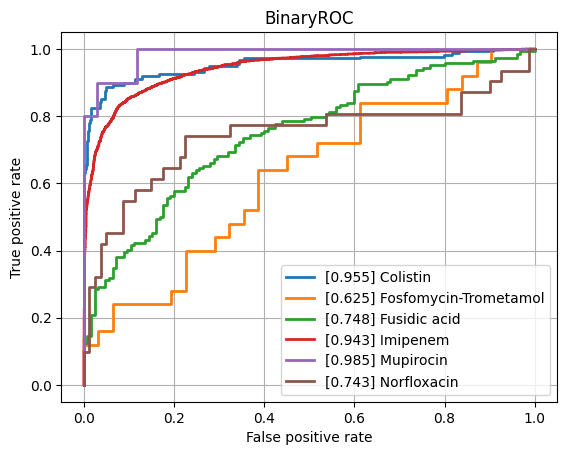 BinaryROC
True positive rate
1.0
0.8
0.6
0.4
0.2
0.0
[0.955] Colistin
[0.625] Fosfomycin-Trometamol
[0.748] Fusidic acid
[0.943] Imipenem
[0.985] Mupirocin
[0.743] Norfloxacin
0.0 0.2 0.4 0.6 0.8 1.0
False positive rate